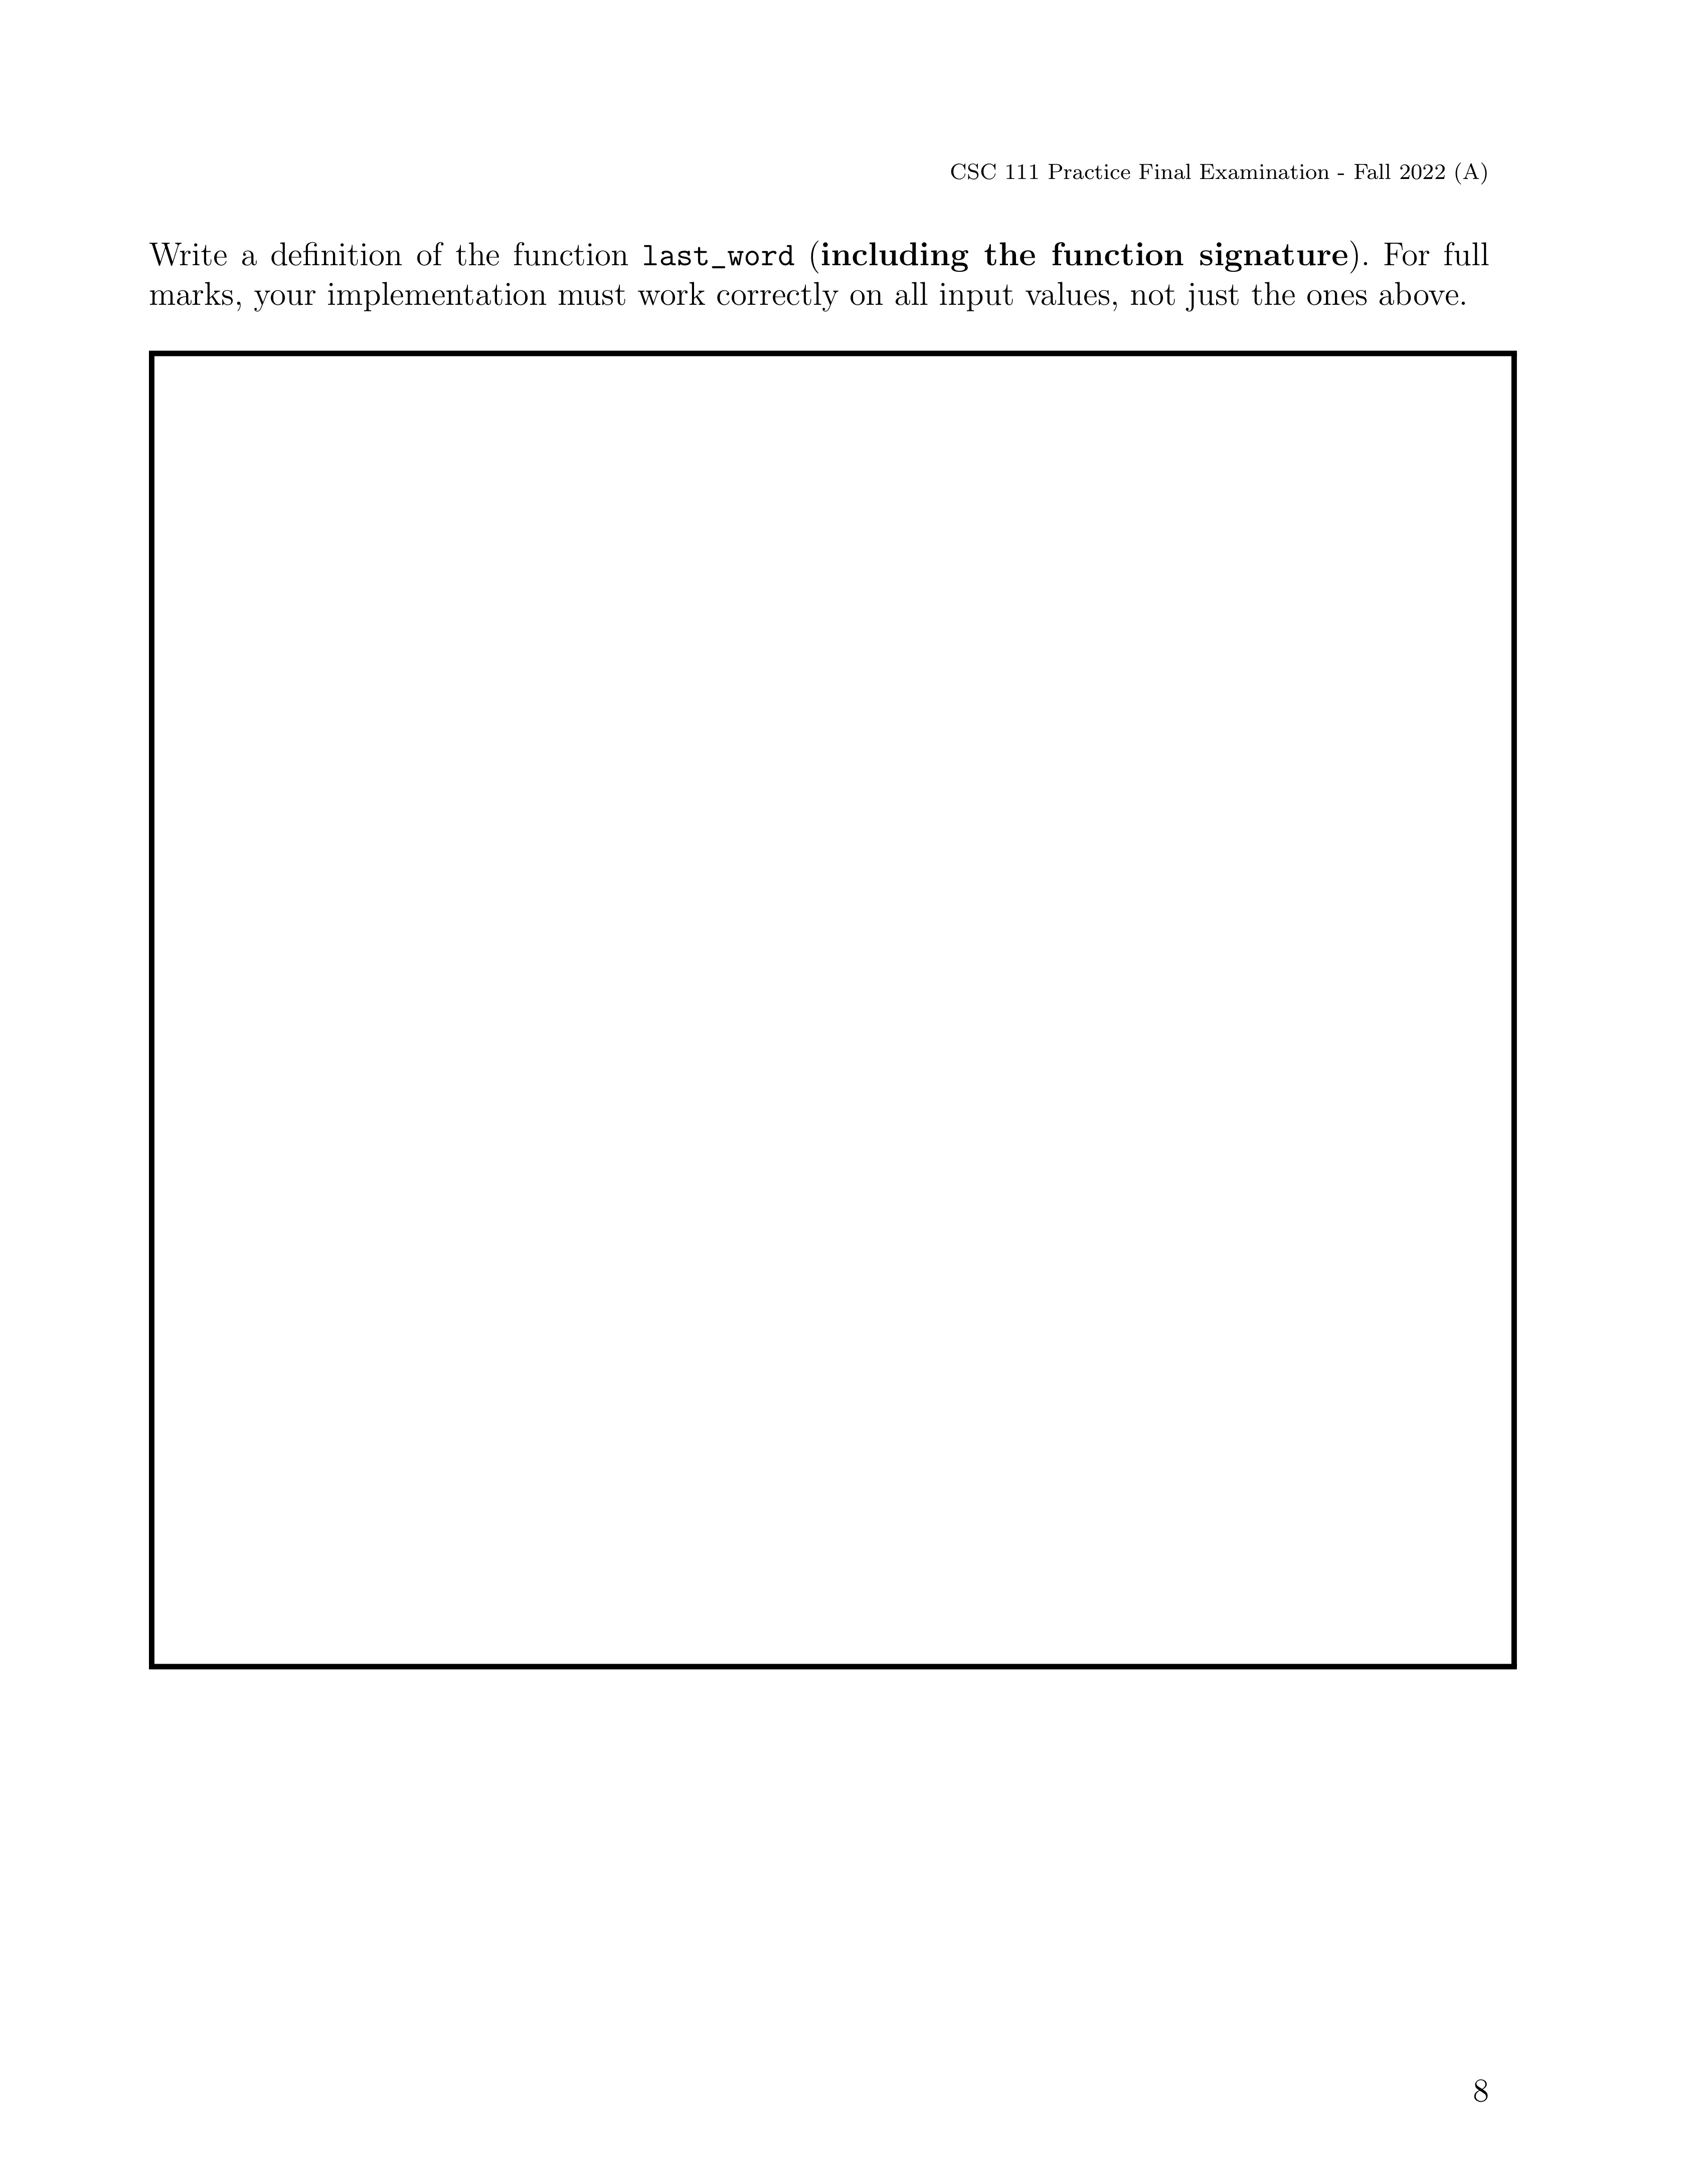 CSC 111 Practice Final Examination - Fall 2022 (A)
Write a definition of the function last_word (including the function signature). For full
marks, your implementation must work correctly on all input values, not just the ones above.
8